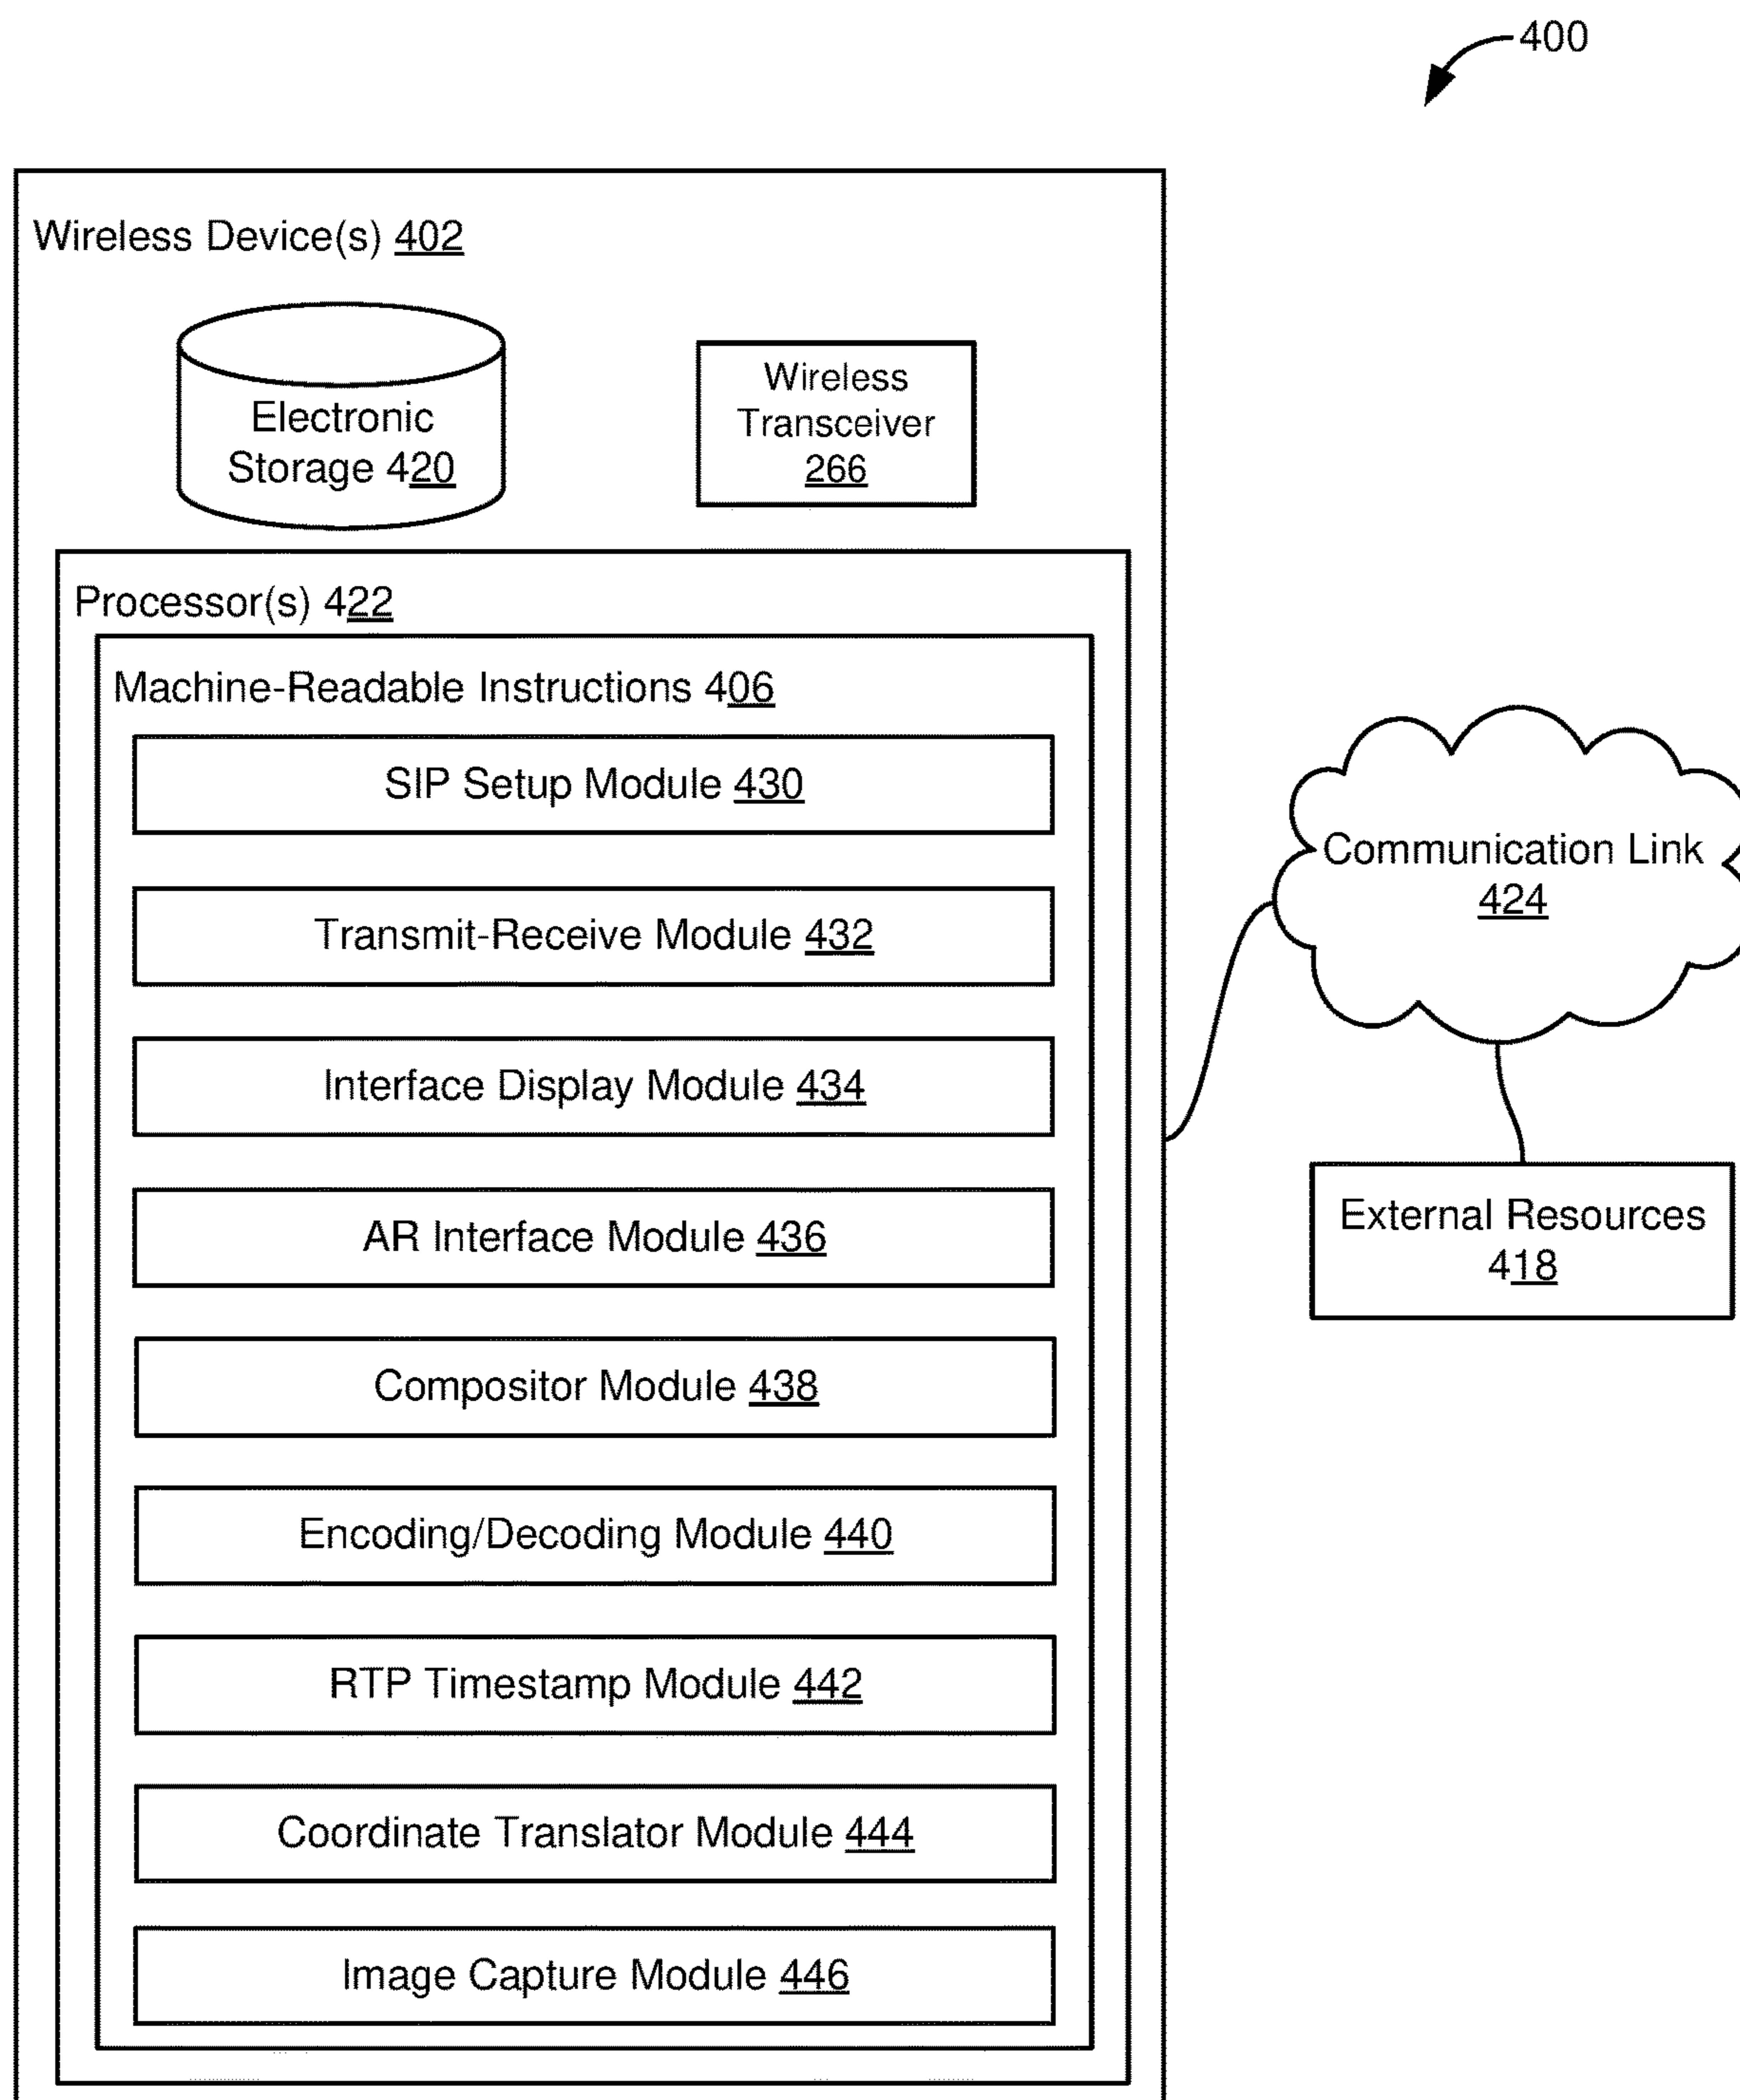 400
Wireless Device(s) 402
Electronic
Storage 420
Wireless
Transceiver
266
Processor(s) 422
Machine-Readable Instructions 406
SIP Setup Module 430
Transmit-Receive Module 432
Interface Display Module 434
AR Interface Module 436
Compositor Module 438
Encoding/Decoding Module 440
RTP Timestamp Module 442
Coordinate Translator Module 444
Image Capture Module 446
Communication Link
424
External Resources
418